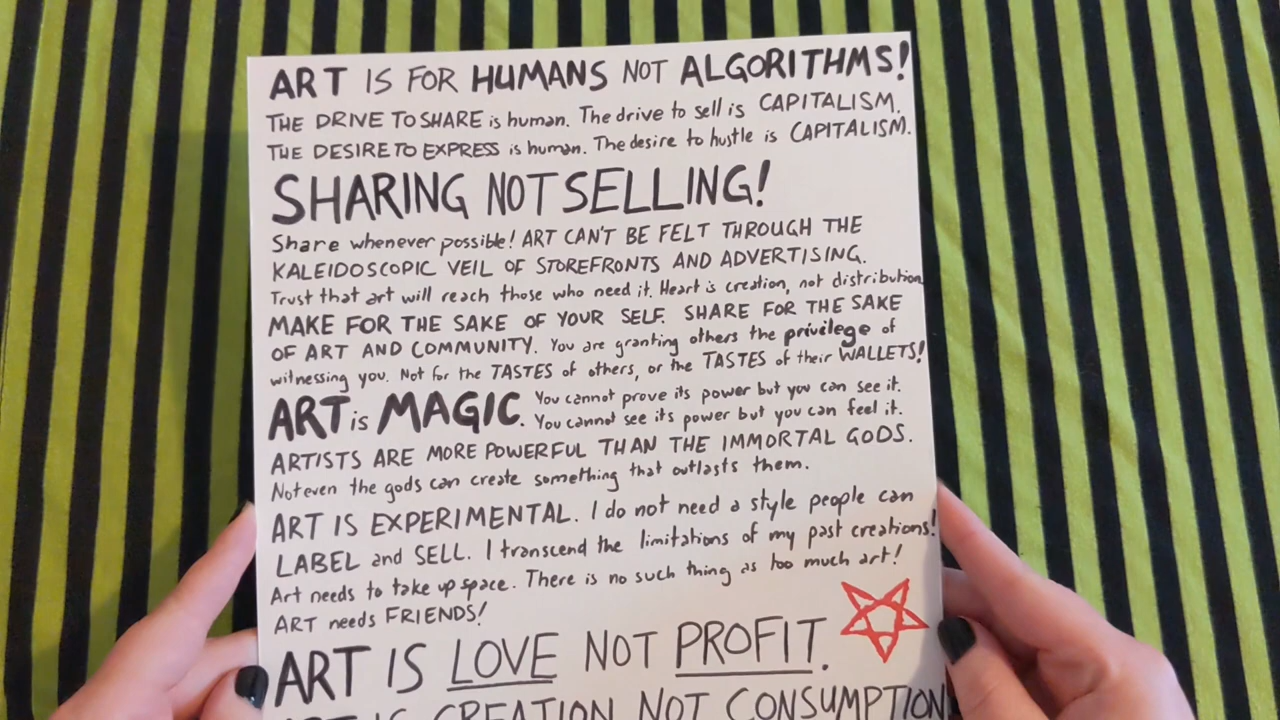 ART IS FOR HUMANS NOT ALGORITHMS!
THE DRIVE TO SHARE is human. The drive to sell is CAPITALISM.
THE DESIRE TO EXPRESS is human. The desire to hustle is CAPITALISM.
SHARING NOT SELLING!
Share whenever possible! ART CAN'T BE FELT THROUGH THE
KALEIDOSCOPIC VEIL OF STOREFRONTS AND ADVERTISING.
Trust that art will reach those who need it. Heart is creation, not distribution
MAKE FOR THE SAKE OF YOUR SELF. SHARE FOR THE SAKE
OF ART AND COMMUNITY. You are granting others the privilege of
witnessing you. Not for the TASTES of others, or the TASTES of their WALLETS!
ART is MAGIC. You cannot prove its power but you can see it.
You cannot see its power but you can feel it.
ARTISTS ARE MORE POWERFUL THAN THE IMMORTAL GODS.
Not even the gods can create something that outlasts them.
ART IS EXPERIMENTAL. I do not need a style people can
LABEL and SELL. I transcend the limitations of my past creations!
Art needs to take up space. There is no such thing as too much art!
ART needs FRIENDS!
ART IS LOVE NOT PROFIT.
ART IS CREATION NOT CONSUMPTION